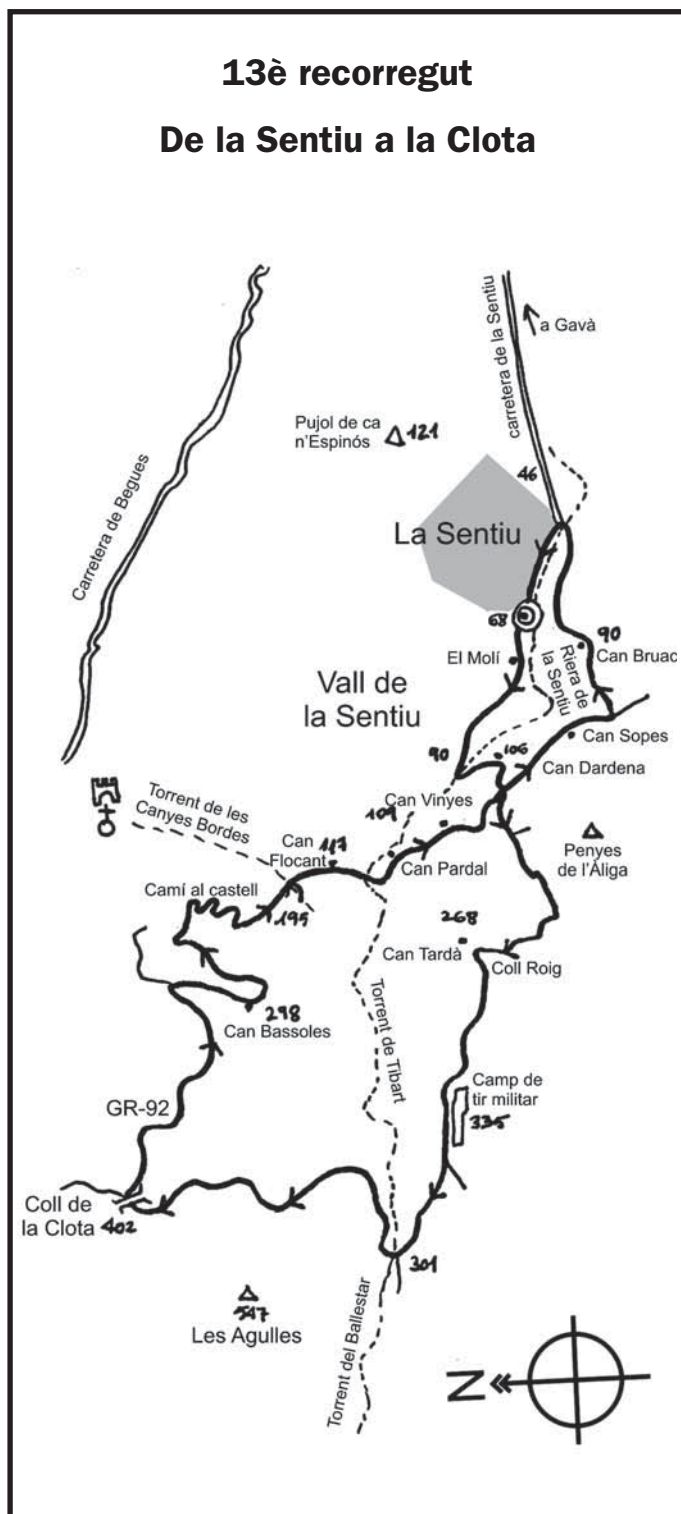 13è recorregut
De la Sentiu a la Clota
carretera de la Sentiu
a Gavà
Carretera de Begues
Pujol de ca
n'Espinós
121
46
La Sentiu
68
90
Can Bruac
El Molí
Riera de
la Sentiu
Vall de
la Sentiu
Can Sopes
90
106
Can Dardena
Torrent de les
Canyes Bordes
109
Can Vinyes
Can
Flocant
117
Can Pardal
Penyes
de l'Àliga
Camí al castell
195
268
Can Tardà
Coll Roig
298
Can Bassoles
Torrent de Tibart
Camp de
tir militar
335
GR-92
Coll de
la Clota
402
301
547
Les Agulles
Torrent del Ballestar
N